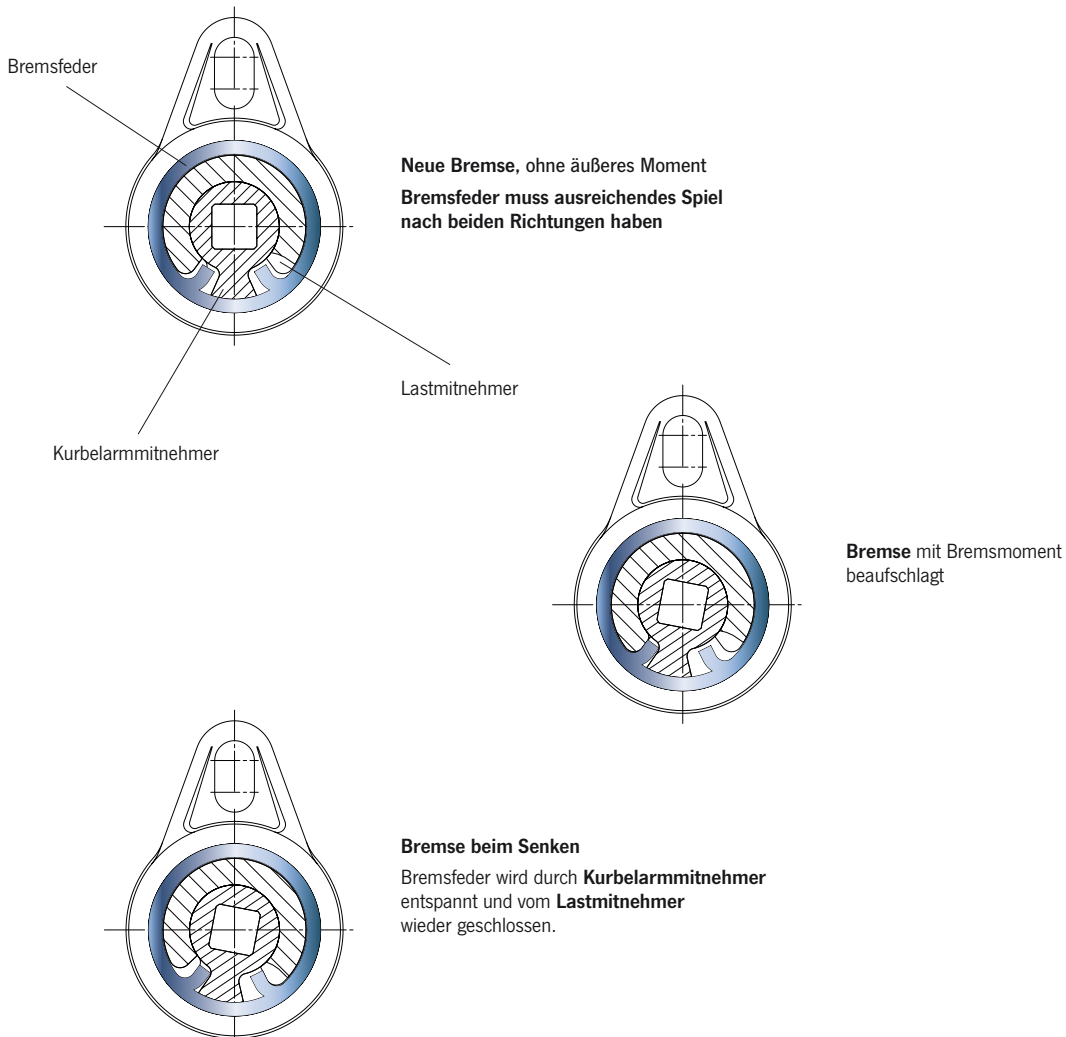 Bremsfeder
Neue Bremse, ohne äußeres Moment
Bremsfeder muss ausreichendes Spiel
nach beiden Richtungen haben
Lastmitnehmer
Kurbelarmmitnehmer
Bremse mit Bremsmoment
beaufschlagt
Bremse beim Senken
Bremsfeder wird durch Kurbelarmmitnehmer
entspannt und vom Lastmitnehmer
wieder geschlossen.